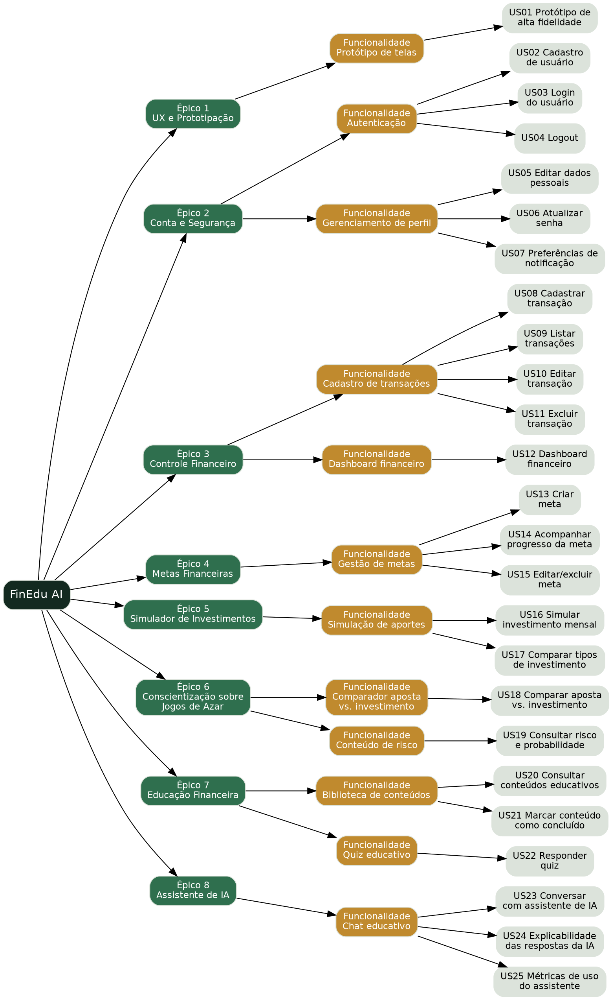 FinEdu AI
Épico 1
UX e Prototipação
Funcionalidade
Protótipo de telas
US01 Protótipo de
alta fidelidade
Épico 2
Conta e Segurança
Funcionalidade
Autenticação
US02 Cadastro
de usuário
US03 Login
do usuário
US04 Logout
Funcionalidade
Gerenciamento de perfil
US05 Editar dados
pessoais
US06 Atualizar
senha
US07 Preferências de
notificação
Épico 3
Controle Financeiro
Funcionalidade
Cadastro de transações
US08 Cadastrar
transação
US09 Listar
transações
US10 Editar
transação
US11 Excluir
transação
Funcionalidade
Dashboard financeiro
US12 Dashboard
financeiro
Épico 4
Metas Financeiras
Funcionalidade
Gestão de metas
US13 Criar
meta
US14 Acompanhar
progresso da meta
US15 Editar/excluir
meta
Épico 5
Simulador de Investimentos
Funcionalidade
Simulação de aportes
US16 Simular
investimento mensal
US17 Comparar tipos
de investimento
Épico 6
Conscientização sobre
Jogos de Azar
Funcionalidade
Comparador aposta
vs. investimento
US18 Comparar aposta
vs. investimento
Funcionalidade
Conteúdo de risco
US19 Consultar risco
e probabilidade
Épico 7
Educação Financeira
Funcionalidade
Biblioteca de conteúdos
US20 Consultar
conteúdos educativos
US21 Marcar conteúdo
como concluído
Funcionalidade
Quiz educativo
US22 Responder
quiz
Épico 8
Assistente de IA
Funcionalidade
Chat educativo
US23 Conversar
com assistente de IA
US24 Explicabilidade
das respostas da IA
US25 Métricas de uso
do assistente